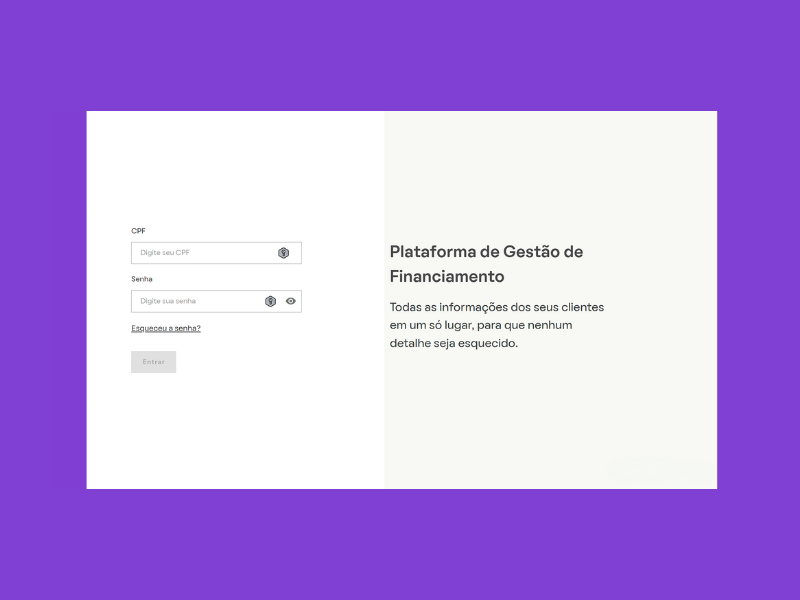 CPF
Digite seu CPF
Senha
Digite sua senha
Esqueceu a senha?
Entrar
Plataforma de Gestão de
Financiamento
Todas as informações dos seus clientes
em um só lugar, para que nenhum
detalhe seja esquecido.